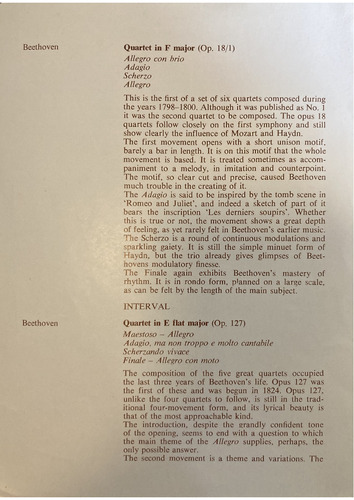 Beethoven Quartet in F major (Op. 18/1)
Allegro con brio
Adagio
Scherzo
Allegro
This is the first of a set of six quartets composed during
the years 1798–1800. Although it was published as No. 1
it was the second quartet to be composed. The opus 18
quartets follow closely on the first symphony and still
show clearly the influence of Mozart and Haydn.
The first movement opens with a short unison motif,
barely a bar in length. It is on this motif that the whole
movement is based. It is treated sometimes as accom-
paniment to a melody, in imitation and counterpoint.
The motif, so clear cut and precise, caused Beethoven
much trouble in the creating of it.
The Adagio is said to be inspired by the tomb scene in
'Romeo and Juliet', and indeed a sketch of part of it
bears the inscription 'Les derniers soupirs'. Whether
this is true or not, the movement shows a great depth
of feeling, as yet rarely felt in Beethoven's earlier music.
The Scherzo is a round of continuous modulations and
sparkling gaiety. It is still the simple minuet form of
Haydn, but the trio already gives glimpses of Beet-
hovens modulatory finesse.
The Finale again exhibits Beethoven's mastery of
rhythm. It is in rondo form, planned on a large scale,
as can be felt by the length of the main subject.
INTERVAL
Beethoven Quartet in E flat major (Op. 127)
Maestoso – Allegro
Adagio, ma non troppo e molto cantabile
Scherzando vivace
Finale – Allegro con moto
The composition of the five great quartets occupied
the last three years of Beethoven's life. Opus 127 was
the first of these and was begun in 1824. Opus 127,
unlike the four quartets to follow, is still in the trad-
itional four-movement form, and its lyrical beauty is
that of the most approachable kind.
The introduction, despite the grandly confident tone
of the opening, seems to end with a question to which
the main theme of the Allegro supplies, perhaps, the
only possible answer.
The second movement is a theme and variations. The